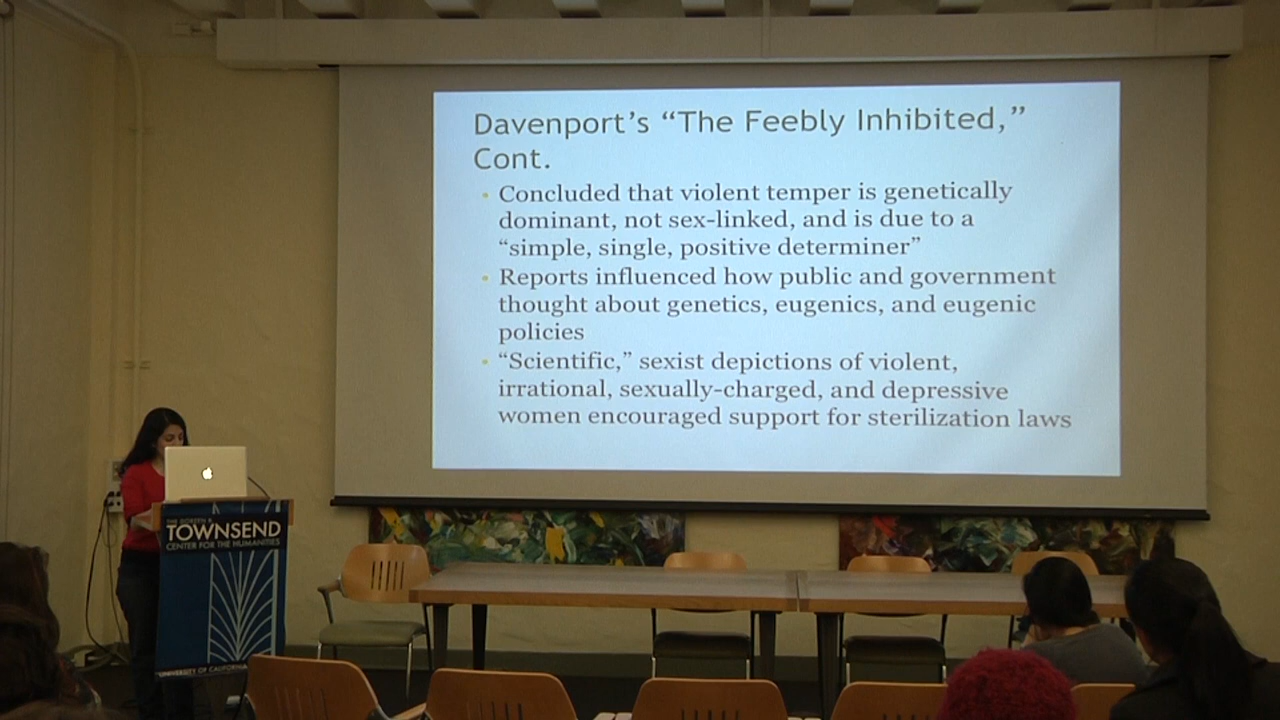 Davenport's “The Feebly Inhibited,”
Cont.
Concluded that violent temper is genetically
dominant, not sex-linked, and is due to a
“simple, single, positive determiner”
Reports influenced how public and government
thought about genetics, eugenics, and eugenic
policies
“Scientific,” sexist depictions of violent,
irrational, sexually-charged, and depressive
women encouraged support for sterilization laws
TOWNSEND
CENTER FOR THE HUMANITIES
UNIVERSITY OF CALIFORNIA